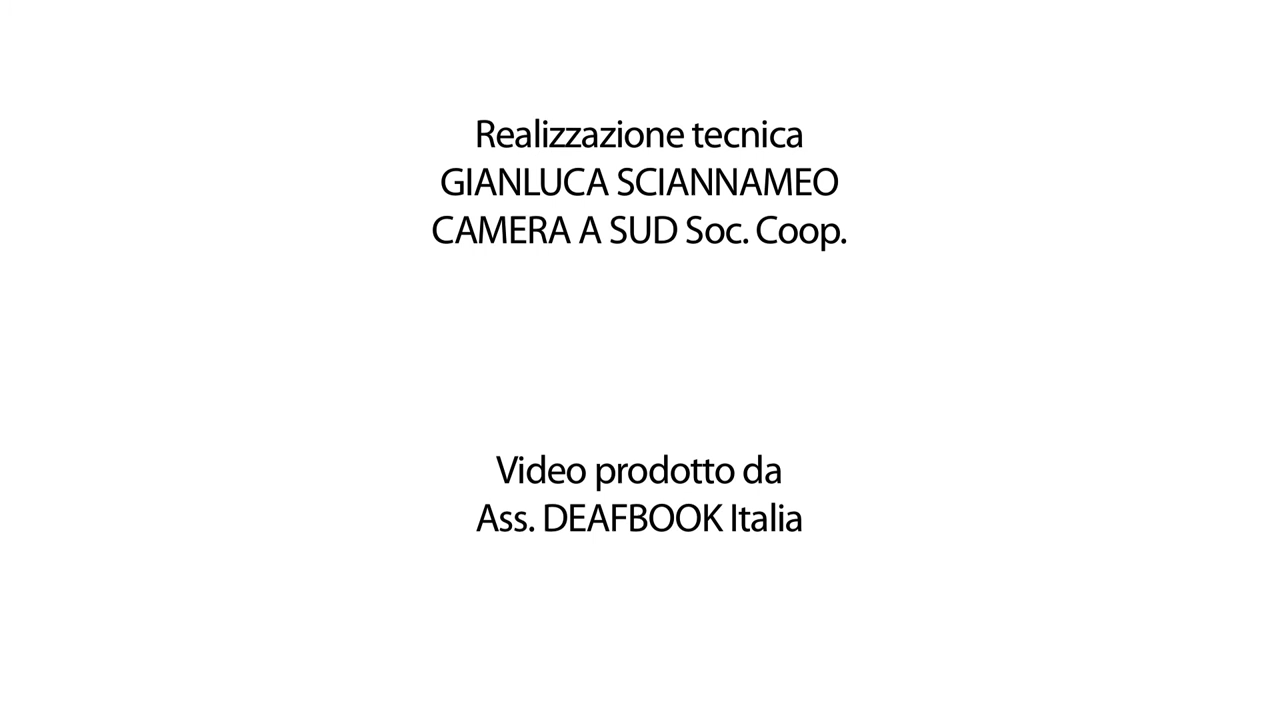 Realizzazione tecnica
GIANLUCA SCIANNAMEO
CAMERA A SUD Soc. Coop.
Video prodotto da
Ass. DEAFBOOK Italia